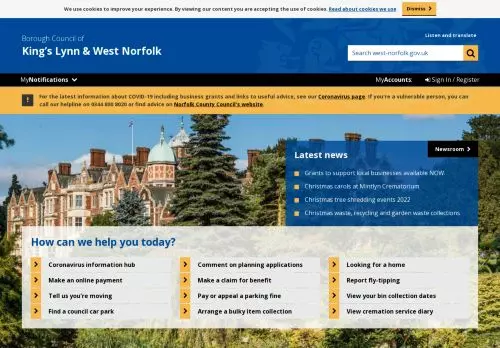 We use cookies to improve your experience. By viewing our content you are accepting the use of cookies. Read about cookies we use
Dismiss
Borough Council of
King's Lynn & West Norfolk
Listen and translate
Search west-norfolk.gov.uk
MyNotifications
MyAccounts:
Sign In / Register
For the latest information about COVID-19 including business grants and links to useful advice, see our Coronavirus page. If you're a vulnerable person, you can
call our helpline on 0344 800 8020 or find advice on Norfolk County Council's website.
Newsroom
Latest news
Grants to support local businesses available NOW
Christmas carols at Mintlyn Crematorium
Christmas tree shredding events 2022
Christmas waste, recycling and garden waste collections
How can we help you today?
Coronavirus information hub
Comment on planning applications
Looking for a home
Make an online payment
Make a claim for benefit
Report fly-tipping
Tell us you're moving
Pay or appeal a parking fine
View your bin collection dates
Find a council car park
Arrange a bulky item collection
View cremation service diary